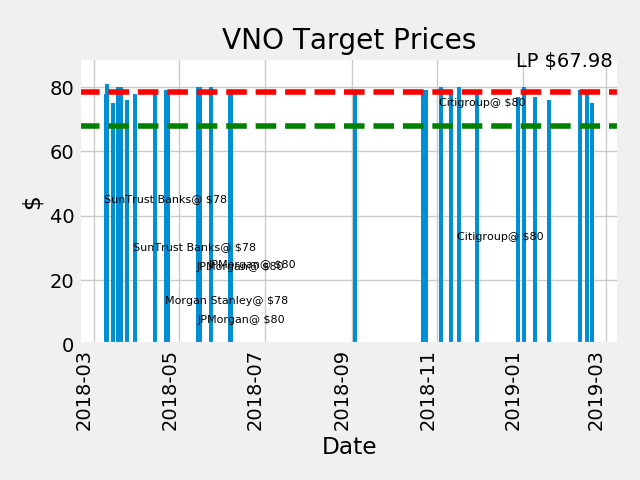 VNO Target Prices
LP $67.98
80
60
40
20
0
$
Citigroup@ $80
SunTrust Banks@ $78
Citigroup@ $80
SunTrust Banks@ $78
JPMorgan@ $80
JPMorgan@ $80
Morgan Stanley@ $78
JPMorgan@ $80
2018-03
2018-05
2018-07
2018-09
2018-11
2019-01
2019-03
Date